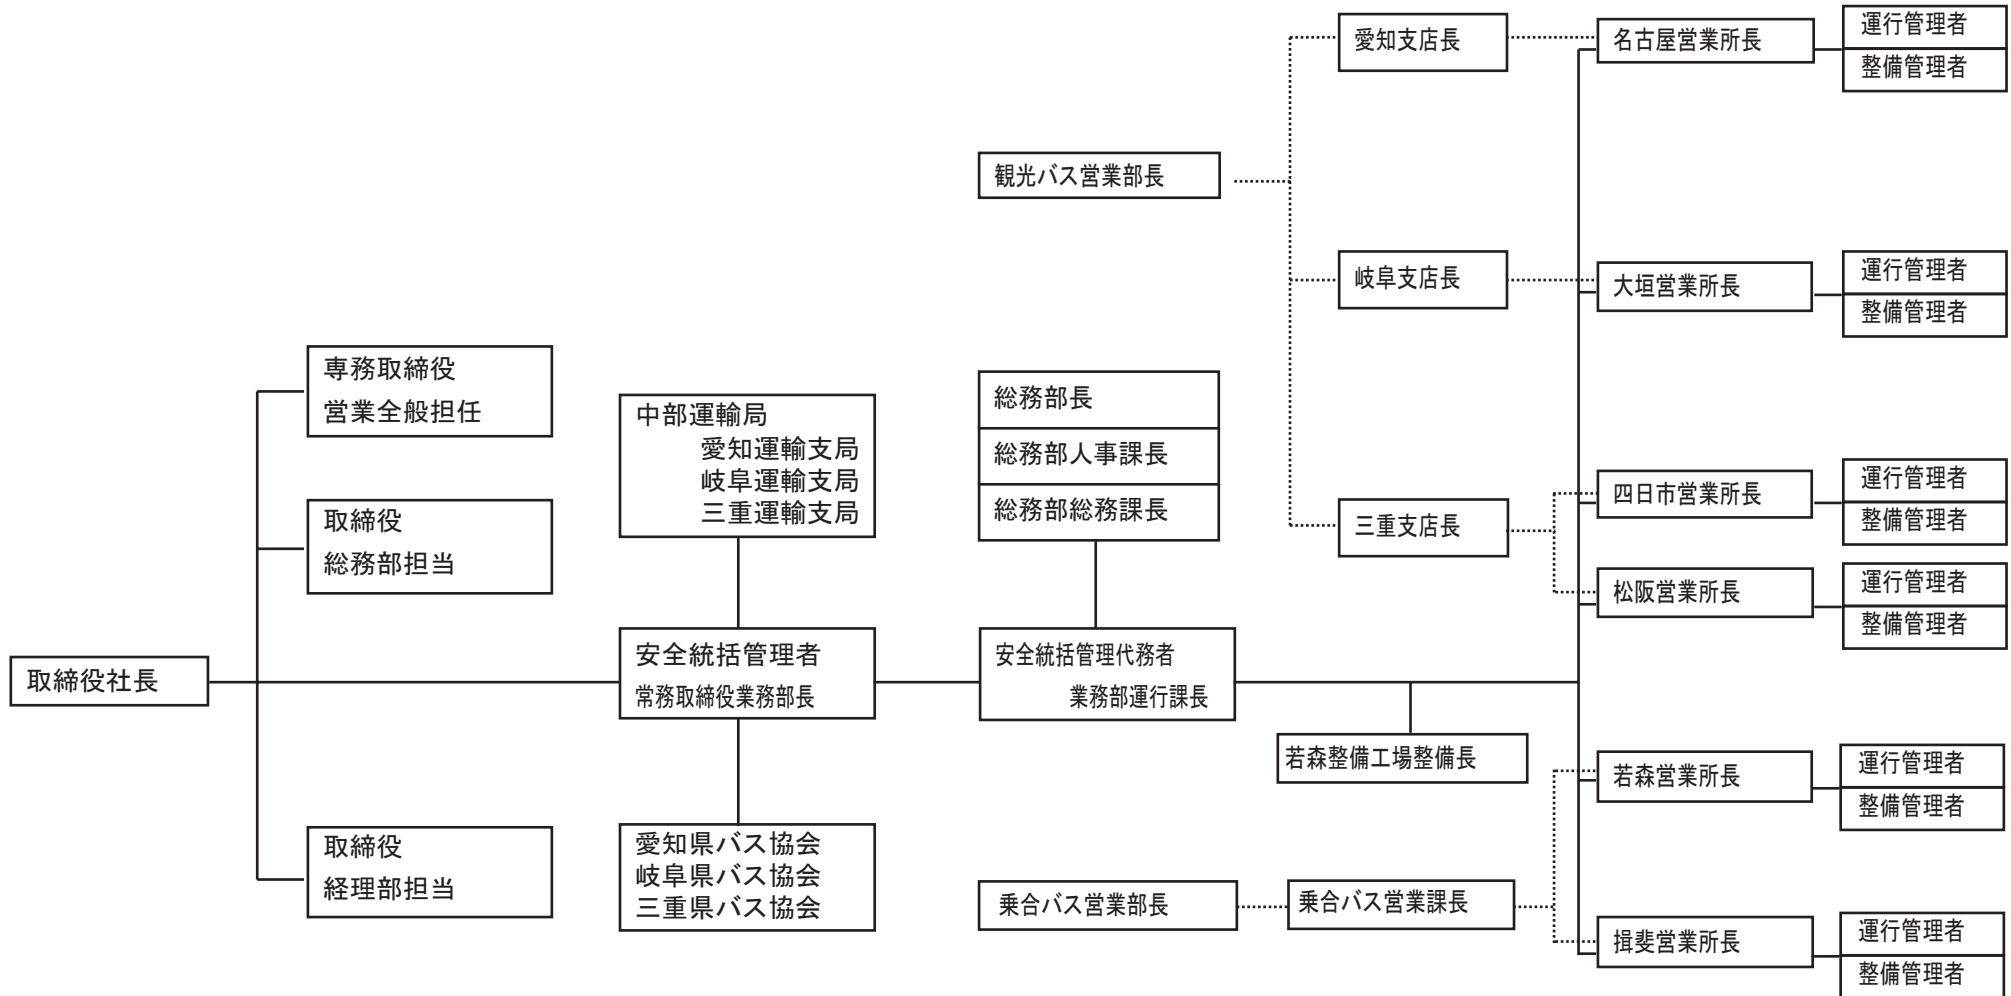 取締役社長
専務取締役
営業全般担任
取締役
総務部担当
取締役
経理部担当
中部運輸局
愛知運輸支局
岐阜運輸支局
三重運輸支局
安全統括管理者
常務取締役業務部長
愛知県バス協会
岐阜県バス協会
三重県バス協会
観光バス営業部長
総務部長
総務部人事課長
総務部総務課長
安全統括管理代務者
業務部運行課長
若森整備工場整備長
乗合バス営業部長
乗合バス営業課長
愛知支店長
岐阜支店長
三重支店長
名古屋営業所長
運行管理者
整備管理者
大垣営業所長
運行管理者
整備管理者
四日市営業所長
運行管理者
整備管理者
松阪営業所長
運行管理者
整備管理者
若森営業所長
運行管理者
整備管理者
揖斐営業所長
運行管理者
整備管理者